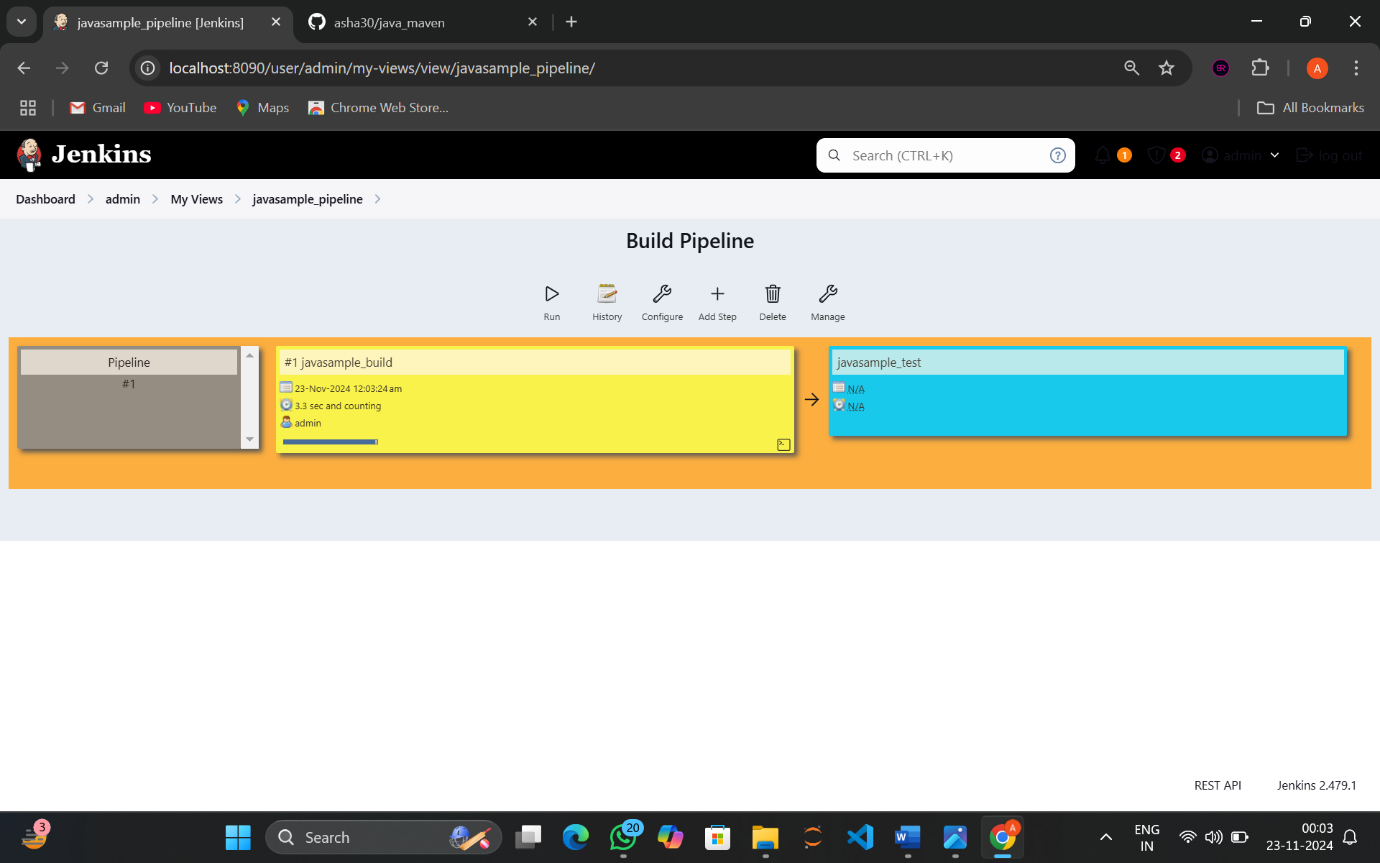 javasample_pipeline [Jenkins]
asha30/java_maven
localhost:8090/user/admin/my-views/view/javasample_pipeline/
A
Gmail
YouTube
Maps
Chrome Web Store...
All Bookmarks
Jenkins
Search (CTRL+K)
?
1
2
admin
log out
Dashboard
admin
My Views
javasample_pipeline
Build Pipeline
Run
History
Configure
Add Step
Delete
Manage
Pipeline
#1
#1 javasample_build
23-Nov-2024 12:03:24 am
3.3 sec and counting
admin
javasample_test
N/A
N/A
REST API
Jenkins 2.479.1
3
Search
20
W
A
ENG
IN
00:03
23-11-2024